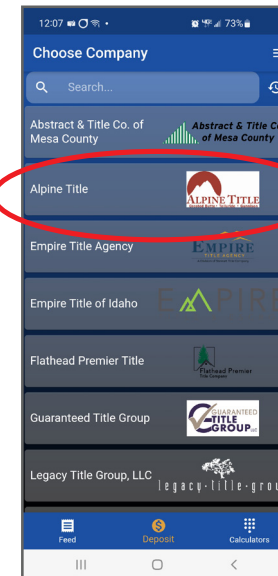 12:07
73%
Choose Company
Search...
Abstract & Title Co. of
Mesa County
Abstract & Title Co
of Mesa County
Alpine Title
ALPINE TITLE
Empire Title Agency
EMPIRE
TITLE AGENCY
Empire Title of Idaho
EMPIRE
Flathead Premier Title
Flathead Premier
Title Company
Guaranteed Title Group
GUARANTEED
TITLE
GROUP
Legacy Title Group, LLC
legacy·title·grou
Feed
Deposit
Calculators